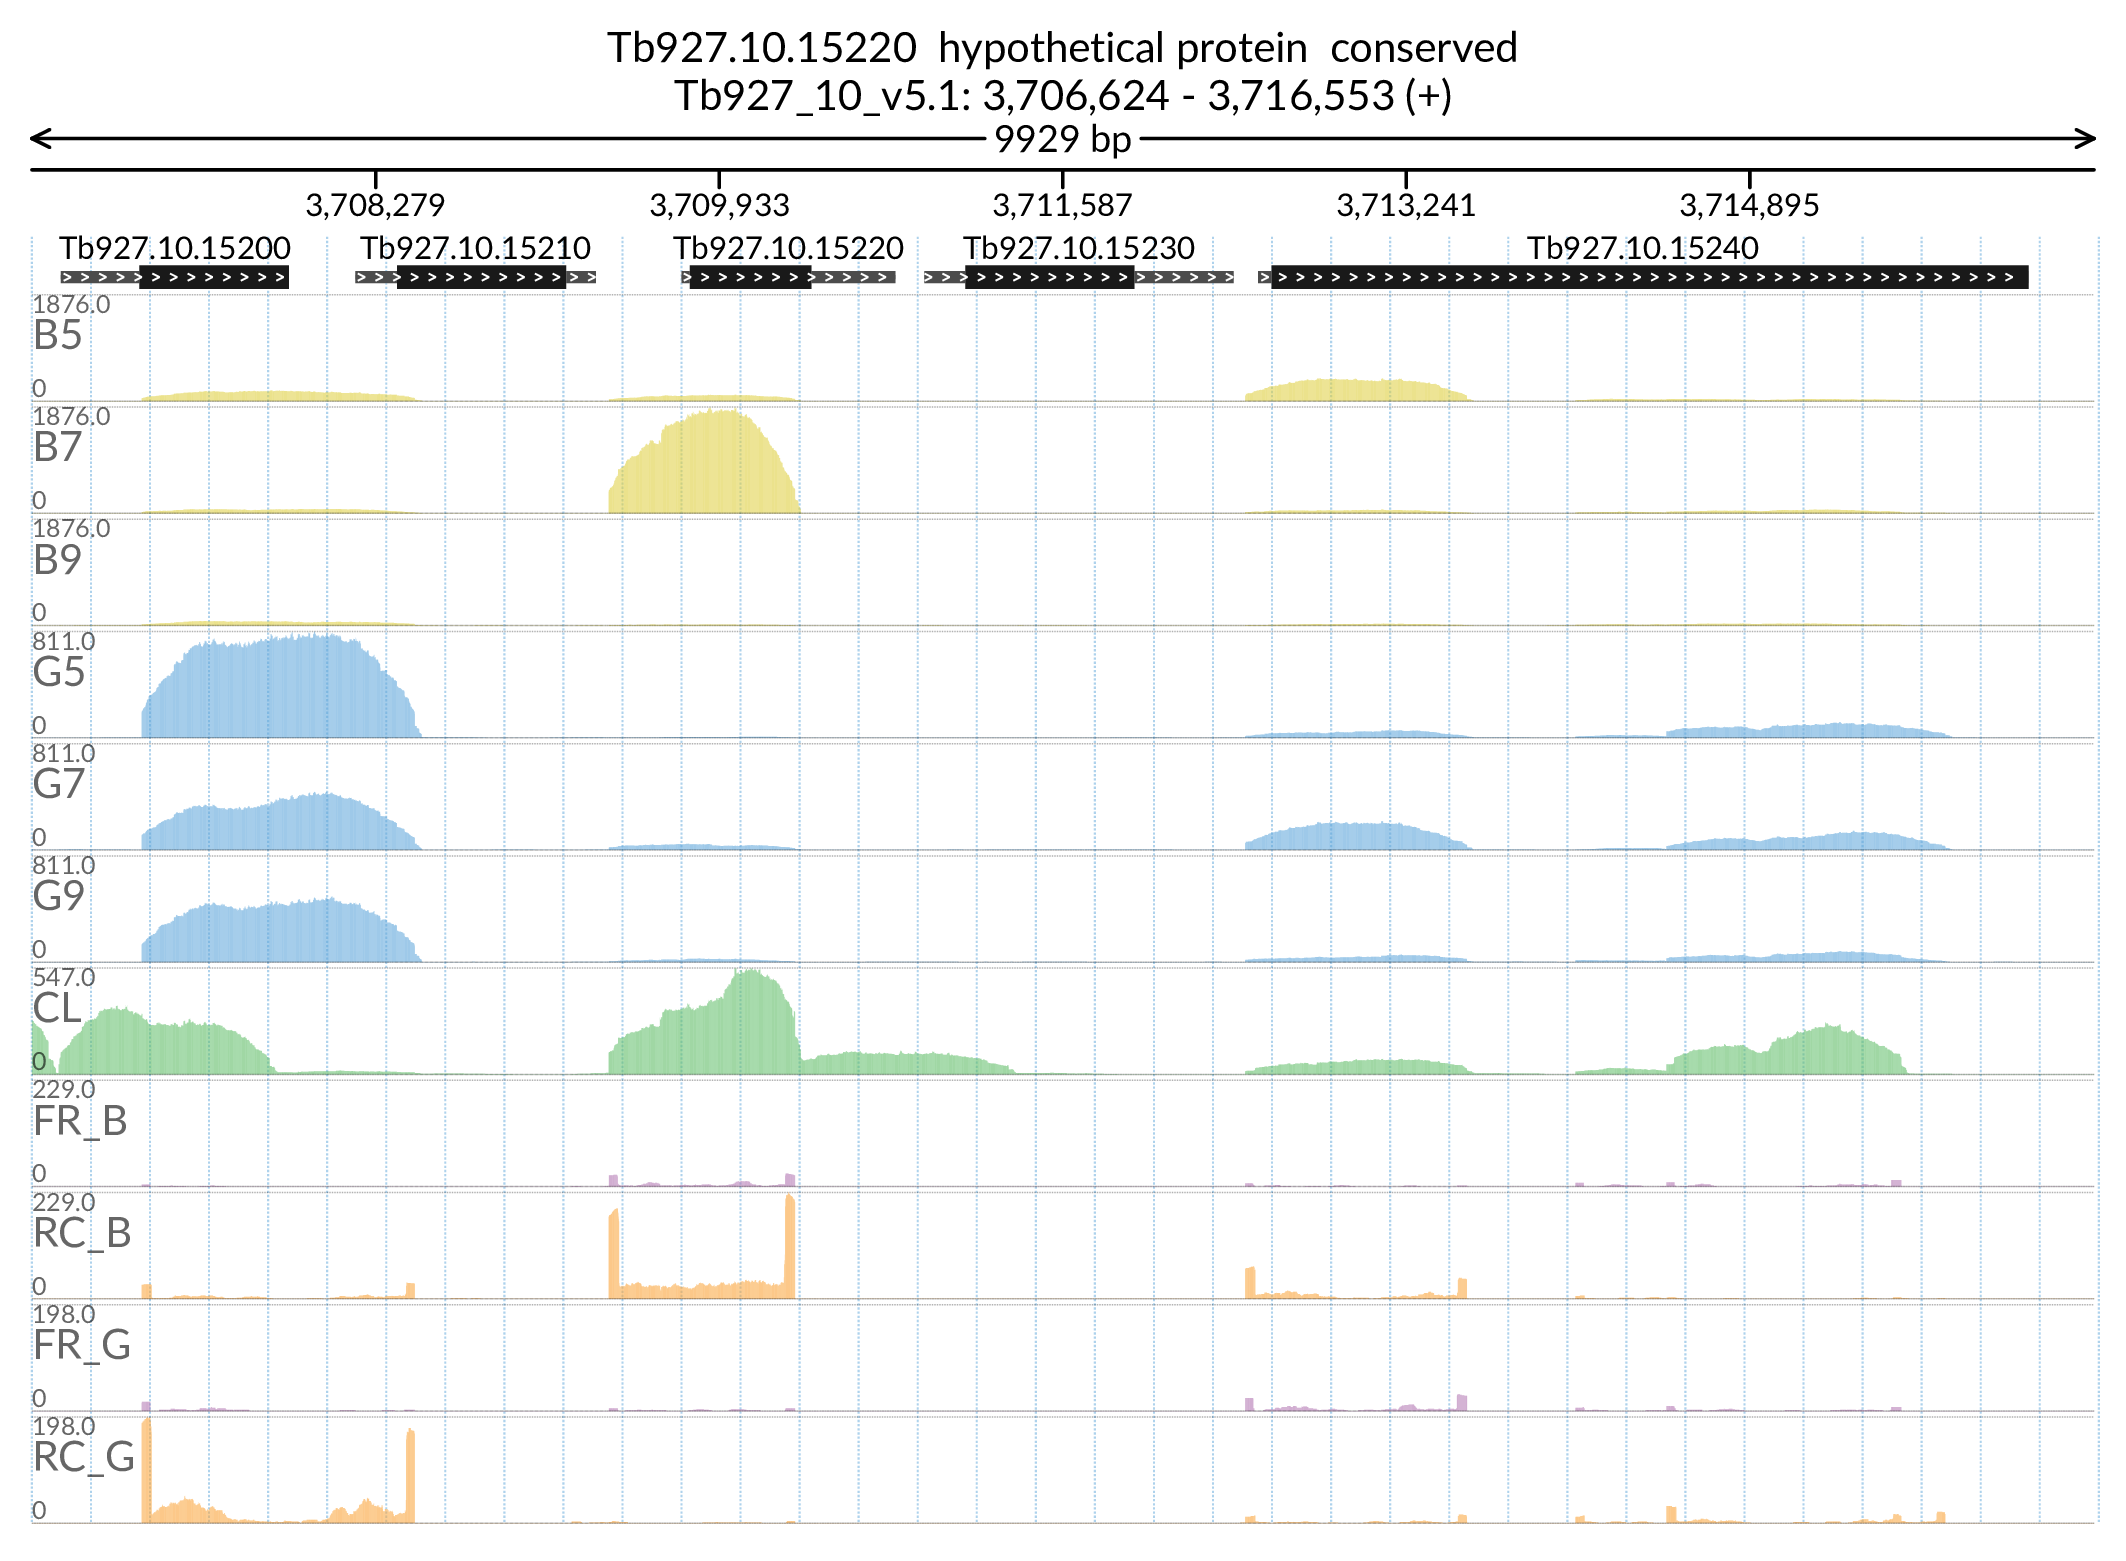 Tb927.10.15220  hypothetical protein  conserved
Tb927_10_v5.1: 3,706,624 - 3,716,553 (+)
9929 bp
3,708,279 3,709,933 3,711,587 3,713,241 3,714,895
Tb927.10.15200 Tb927.10.15210 Tb927.10.15220 Tb927.10.15230 Tb927.10.15240
1876.0
B5
0
1876.0
B7
0
1876.0
B9
0
811.0
G5
0
811.0
G7
0
811.0
G9
0
547.0
CL
0
229.0
FR_B
0
229.0
RC_B
0
198.0
FR_G
0
198.0
RC_G
0